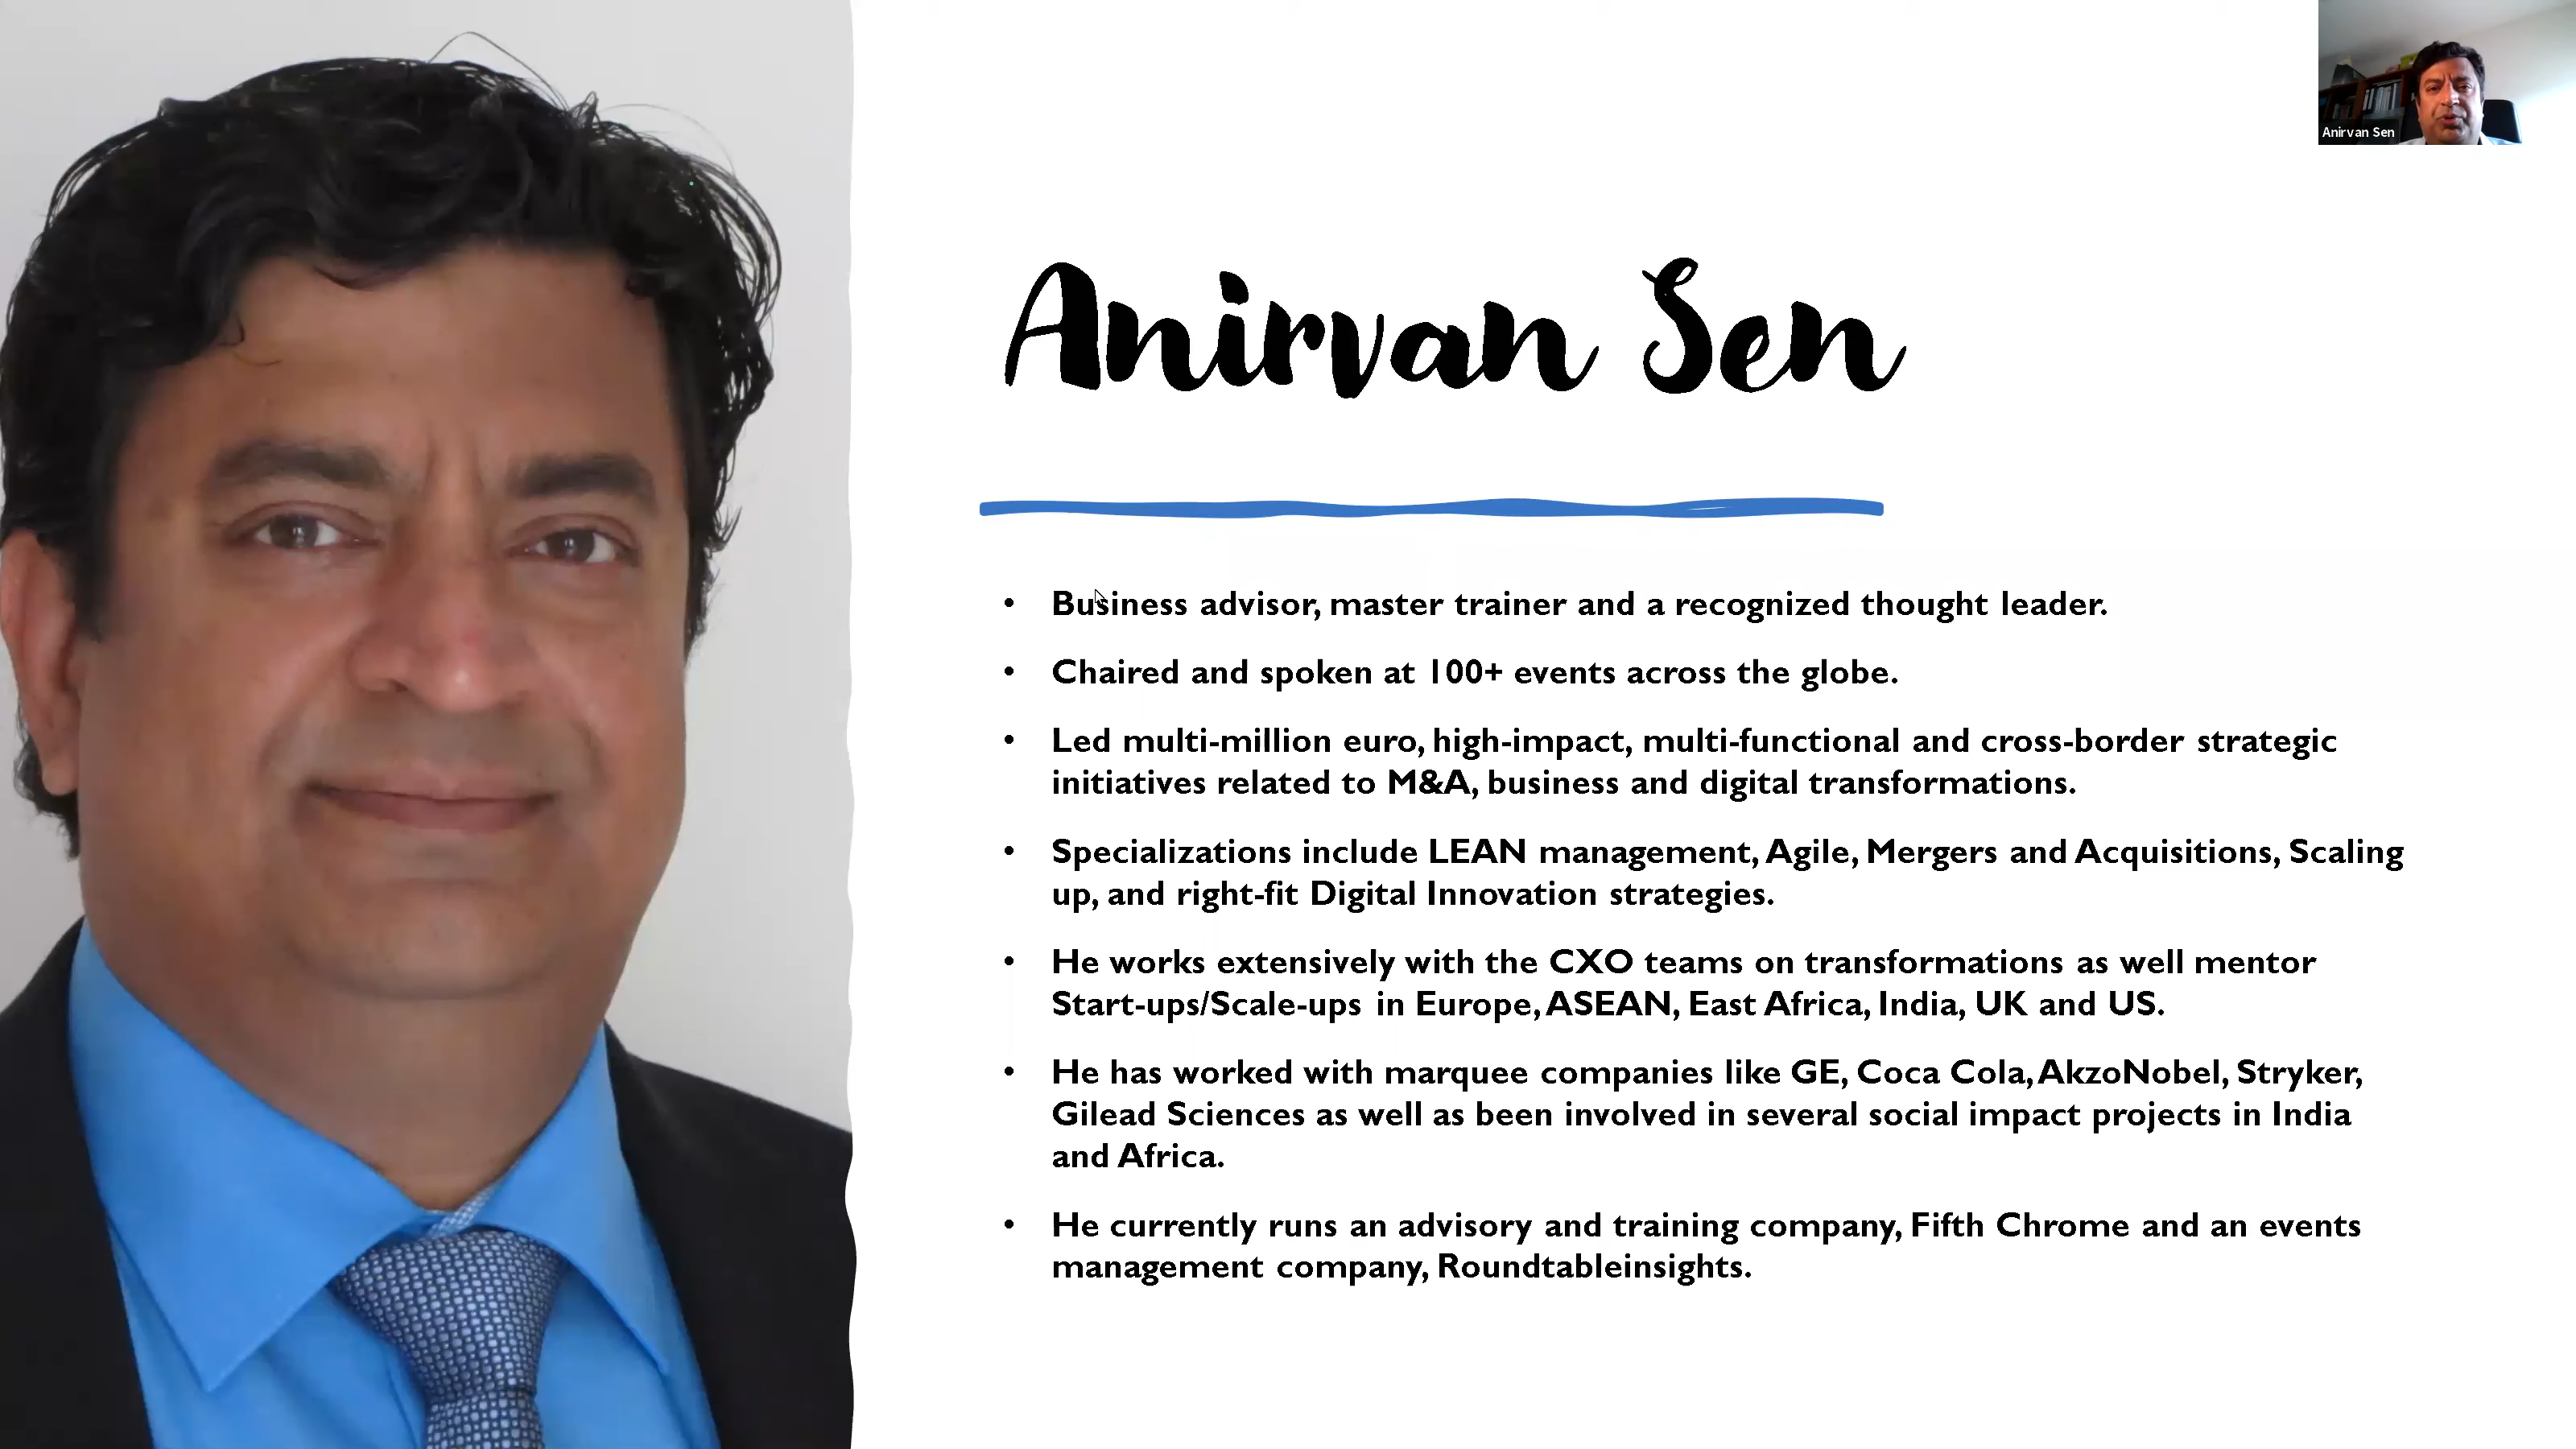 Anirvan Sen
Anirvan Sen
• Business advisor, master trainer and a recognized thought leader.
• Chaired and spoken at 100+ events across the globe.
• Led multi-million euro, high-impact, multi-functional and cross-border strategic
initiatives related to M&A, business and digital transformations.
• Specializations include LEAN management, Agile, Mergers and Acquisitions, Scaling
up, and right-fit Digital Innovation strategies.
• He works extensively with the CXO teams on transformations as well mentor
Start-ups/Scale-ups in Europe, ASEAN, East Africa, India, UK and US.
• He has worked with marquee companies like GE, Coca Cola, AkzoNobel, Stryker,
Gilead Sciences as well as been involved in several social impact projects in India
and Africa.
• He currently runs an advisory and training company, Fifth Chrome and an events
management company, Roundtableinsights.